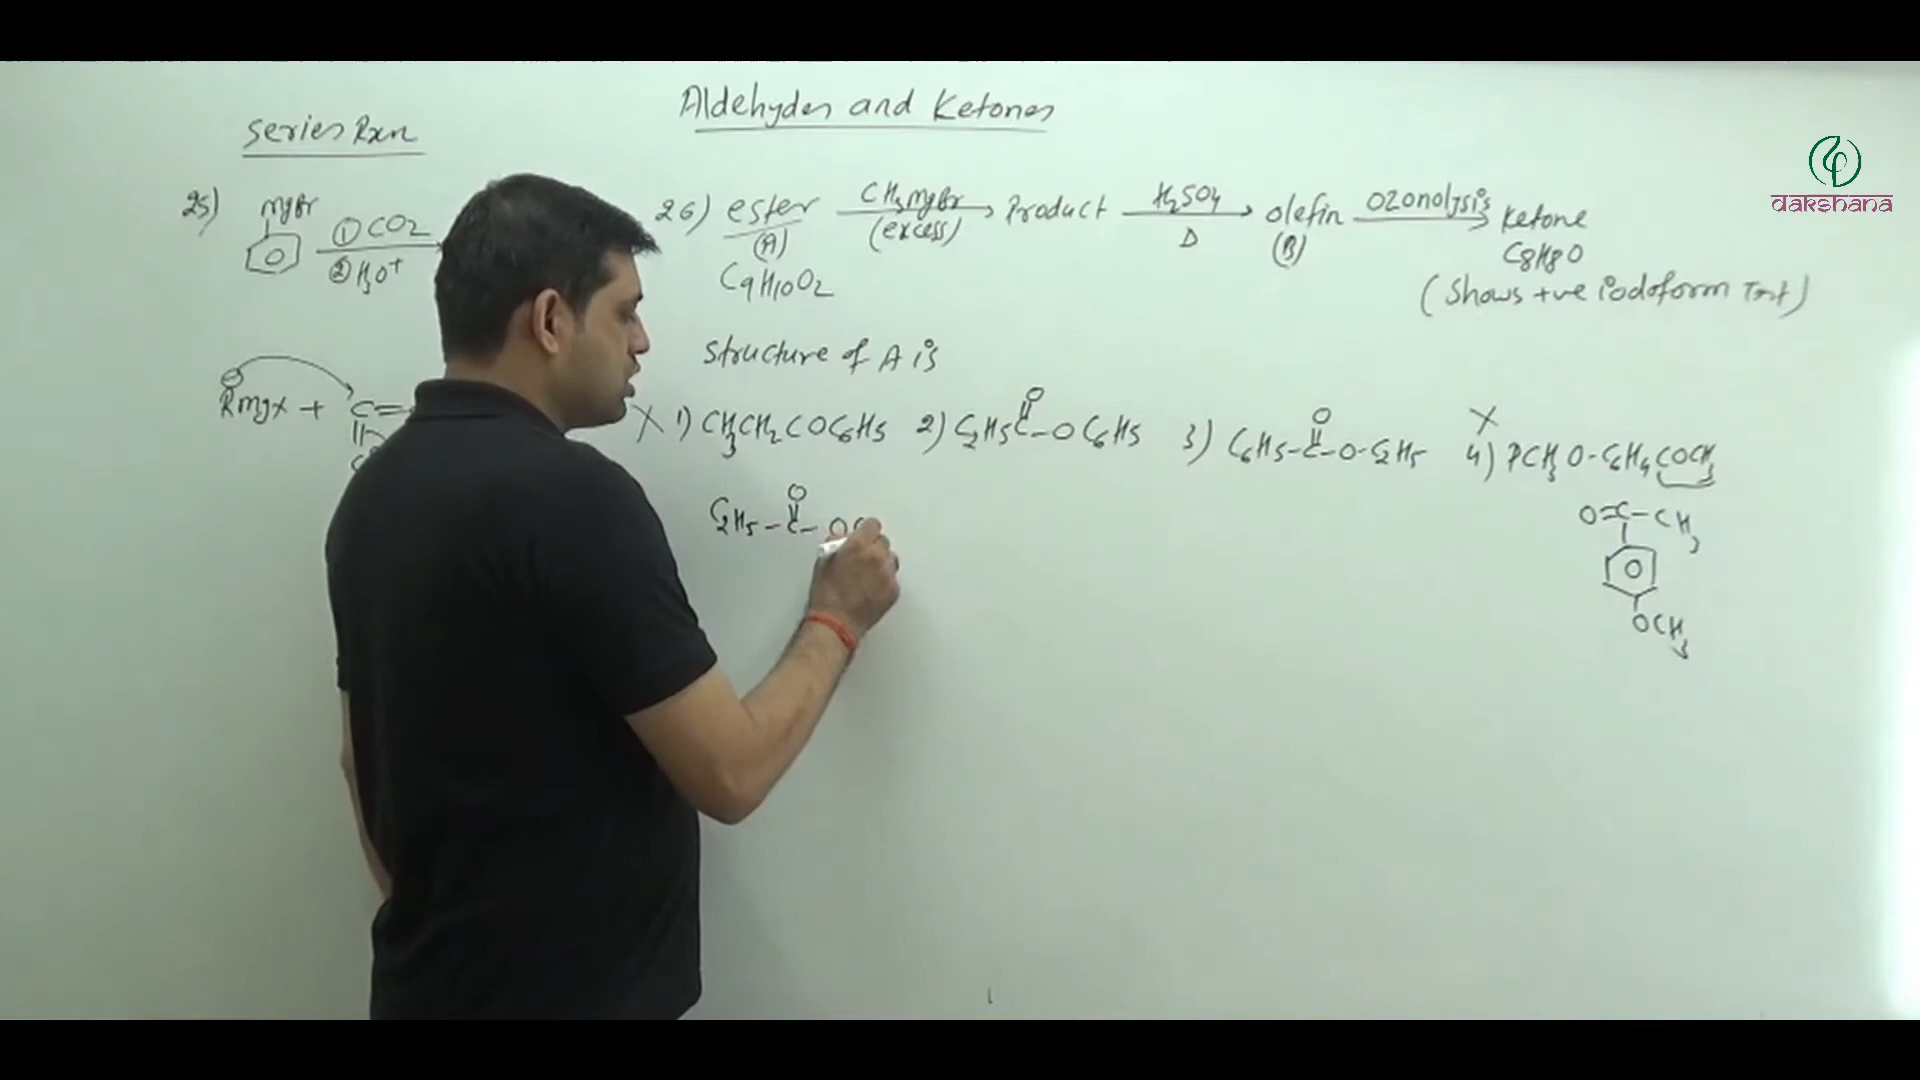 Aldehydes and Ketones
dakshana
Series Rxn
25) MgBr
① CO2
② H3O+
RMgX + C=
26) ester CH3MgBr Product H2SO4 olefin Ozonolysis Ketone
(A) (excess) Δ (B) C8H8O
C9H10O2 (Shows +ve iodoform Test)
Structure of A is
X 1) CH3CH2COC6H5 2) C2H5C-OC6H5 3) C6H5-C-O-C2H5 X 4) PCH3O-C6H4COCH3
O O
C2H5-C-O
O
O=C-CH3
OCH3